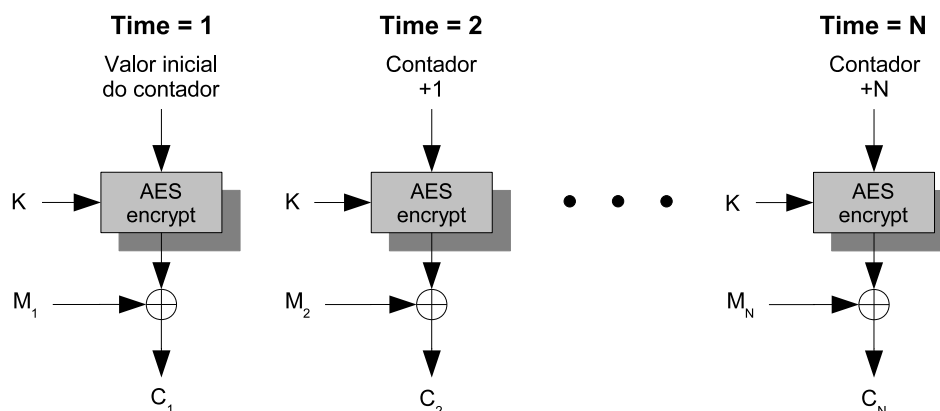 Time = 1
Time = 2
Time = N
Valor inicial
do contador
Contador
+1
Contador
+N
K
AES
encrypt
K
AES
encrypt
K
AES
encrypt
M1
M2
MN
C1
C2
CN